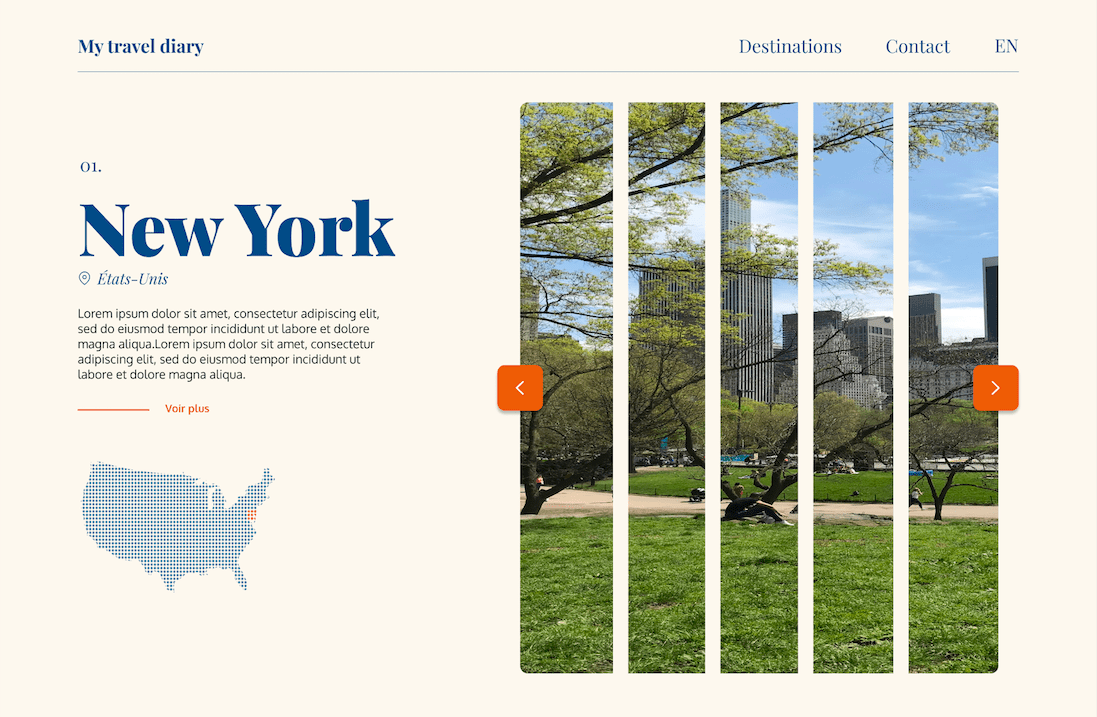 My travel diary
Destinations
Contact
EN
01.
New York
États-Unis
Lorem ipsum dolor sit amet, consectetur adipiscing elit,
sed do eiusmod tempor incididunt ut labore et dolore
magna aliqua.Lorem ipsum dolor sit amet, consectetur
adipiscing elit, sed do eiusmod tempor incididunt ut
labore et dolore magna aliqua.
Voir plus